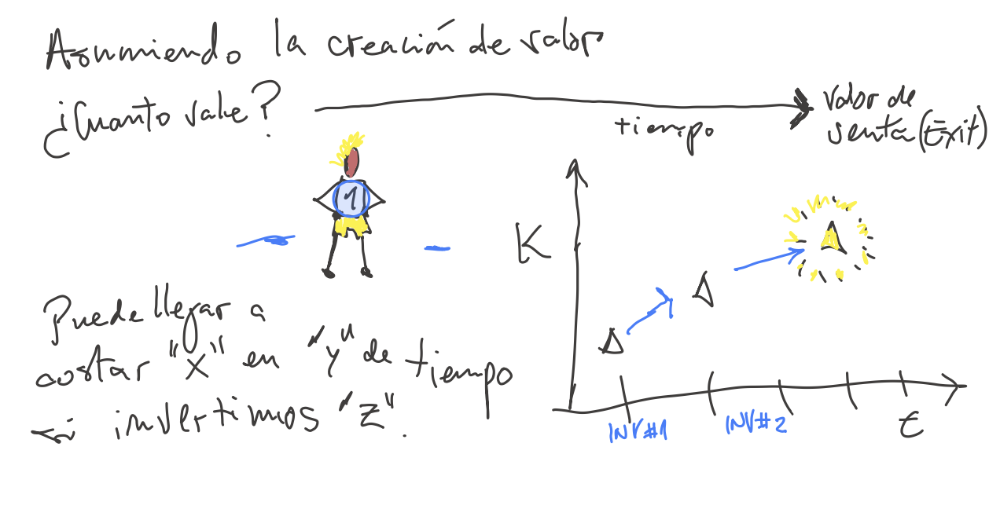 Asumiendo la creación de valor
¿Cuanto vale?
tiempo
valor de
venta (Exit)
1
K
Puede llegar a
costar "x" en "y" de tiempo
si invertimos "z".
INV#1
INV#2
t